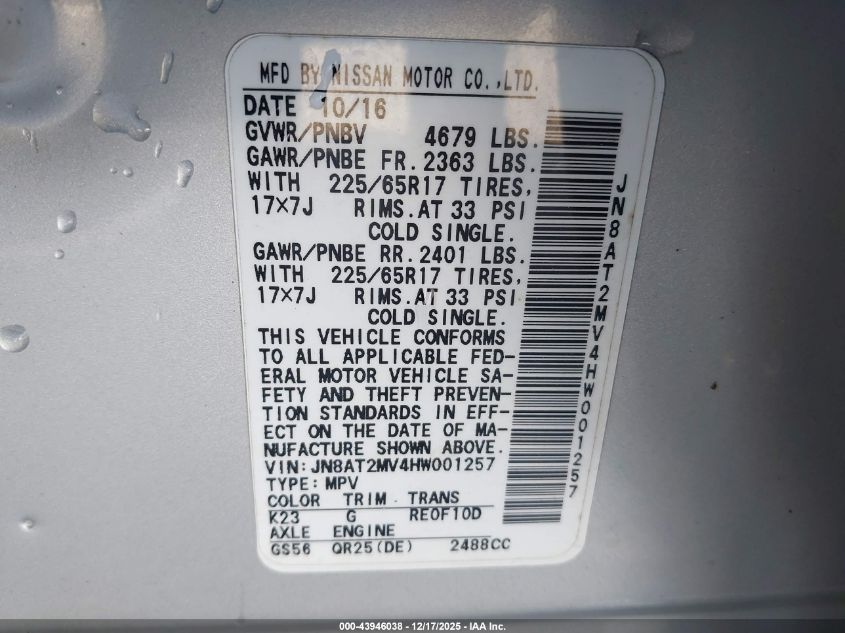 MFD BY NISSAN MOTOR CO.,LTD.
DATE 10/16
GVWR/PNBV 4679 LBS.
GAWR/PNBE FR. 2363 LBS.
WITH 225/65R17 TIRES,
17×7J RIMS. AT 33 PSI
COLD SINGLE.
GAWR/PNBE RR. 2401 LBS.
WITH 225/65R17 TIRES,
17×7J RIMS. AT 33 PSI
COLD SINGLE.
THIS VEHICLE CONFORMS
TO ALL APPLICABLE FED-
ERAL MOTOR VEHICLE SA-
FETY AND THEFT PREVEN-
TION STANDARDS IN EFF-
ECT ON THE DATE OF MA-
NUFACTURE SHOWN ABOVE.
VIN: JN8AT2MV4HW001257
TYPE: MPV
COLOR TRIM TRANS
K23 G RE0F10D
AXLE ENGINE
GS56 QR25(DE) 2488CC
JN8AT2MV4HW001257
000-43946038 - 12/17/2025 - IAA Inc.